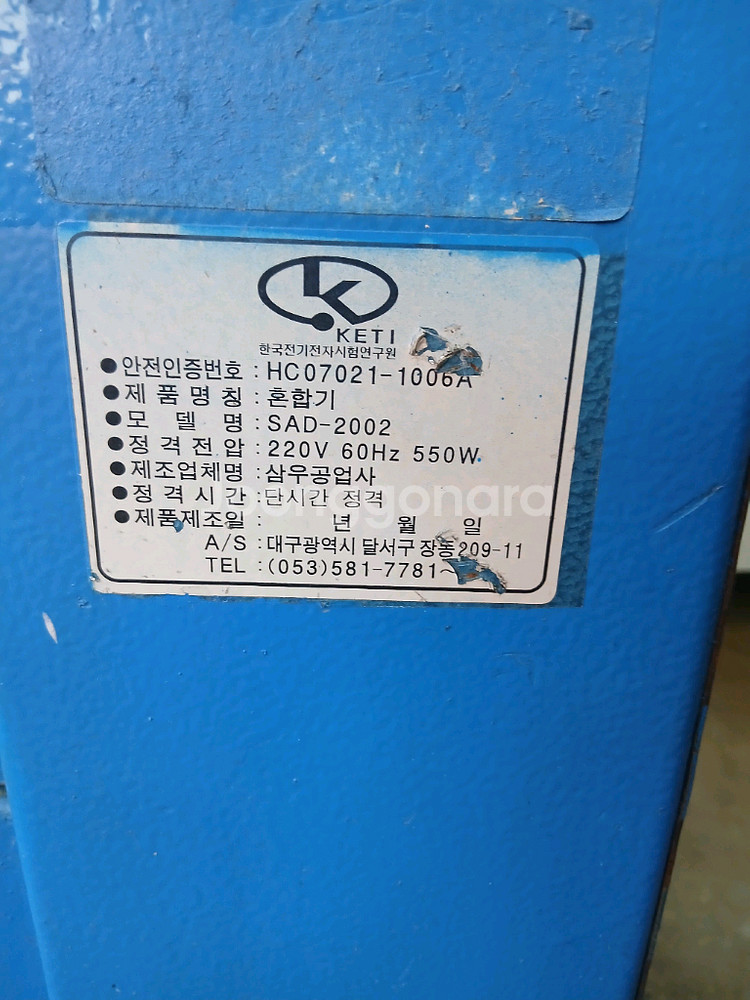 KETI
한국전기전자시험연구원
●안전인증번호 : HC07021-1006A
●제 품 명 칭 : 혼합기
●모 델 명 : SAD-2002
●정 격 전 압 : 220V 60Hz 550W
●제조업체명 : 삼우공업사
●정 격 시 간 : 단시간 정격
●제품제조일 : 년 월 일
A/S : 대구광역시 달서구 장동209-11
TEL : (053)581-7781~
joonggonara